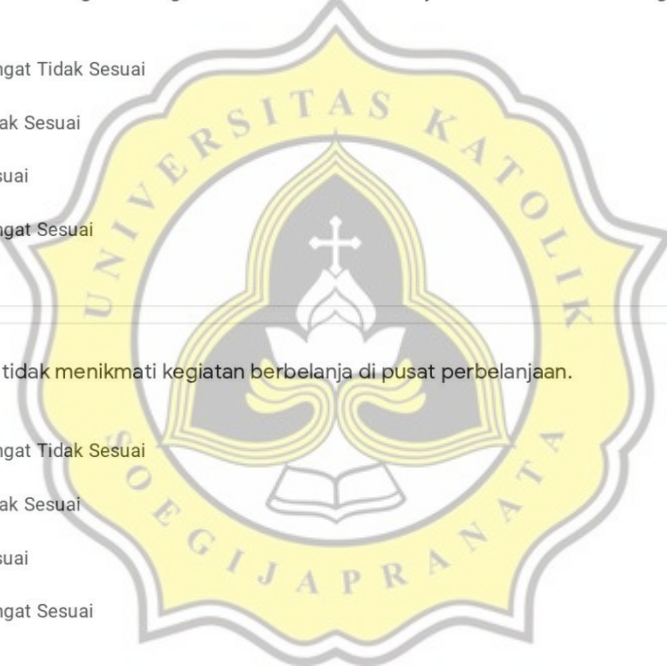 ngat Tidak Sesuai
ak Sesuai
suai
ngat Sesuai
UNIVERSITAS KATOLIK
tidak menikmati kegiatan berbelanja di pusat perbelanjaan.
ngat Tidak Sesuai
ak Sesuai
suai
ngat Sesuai
SOEGIJAPRANATA